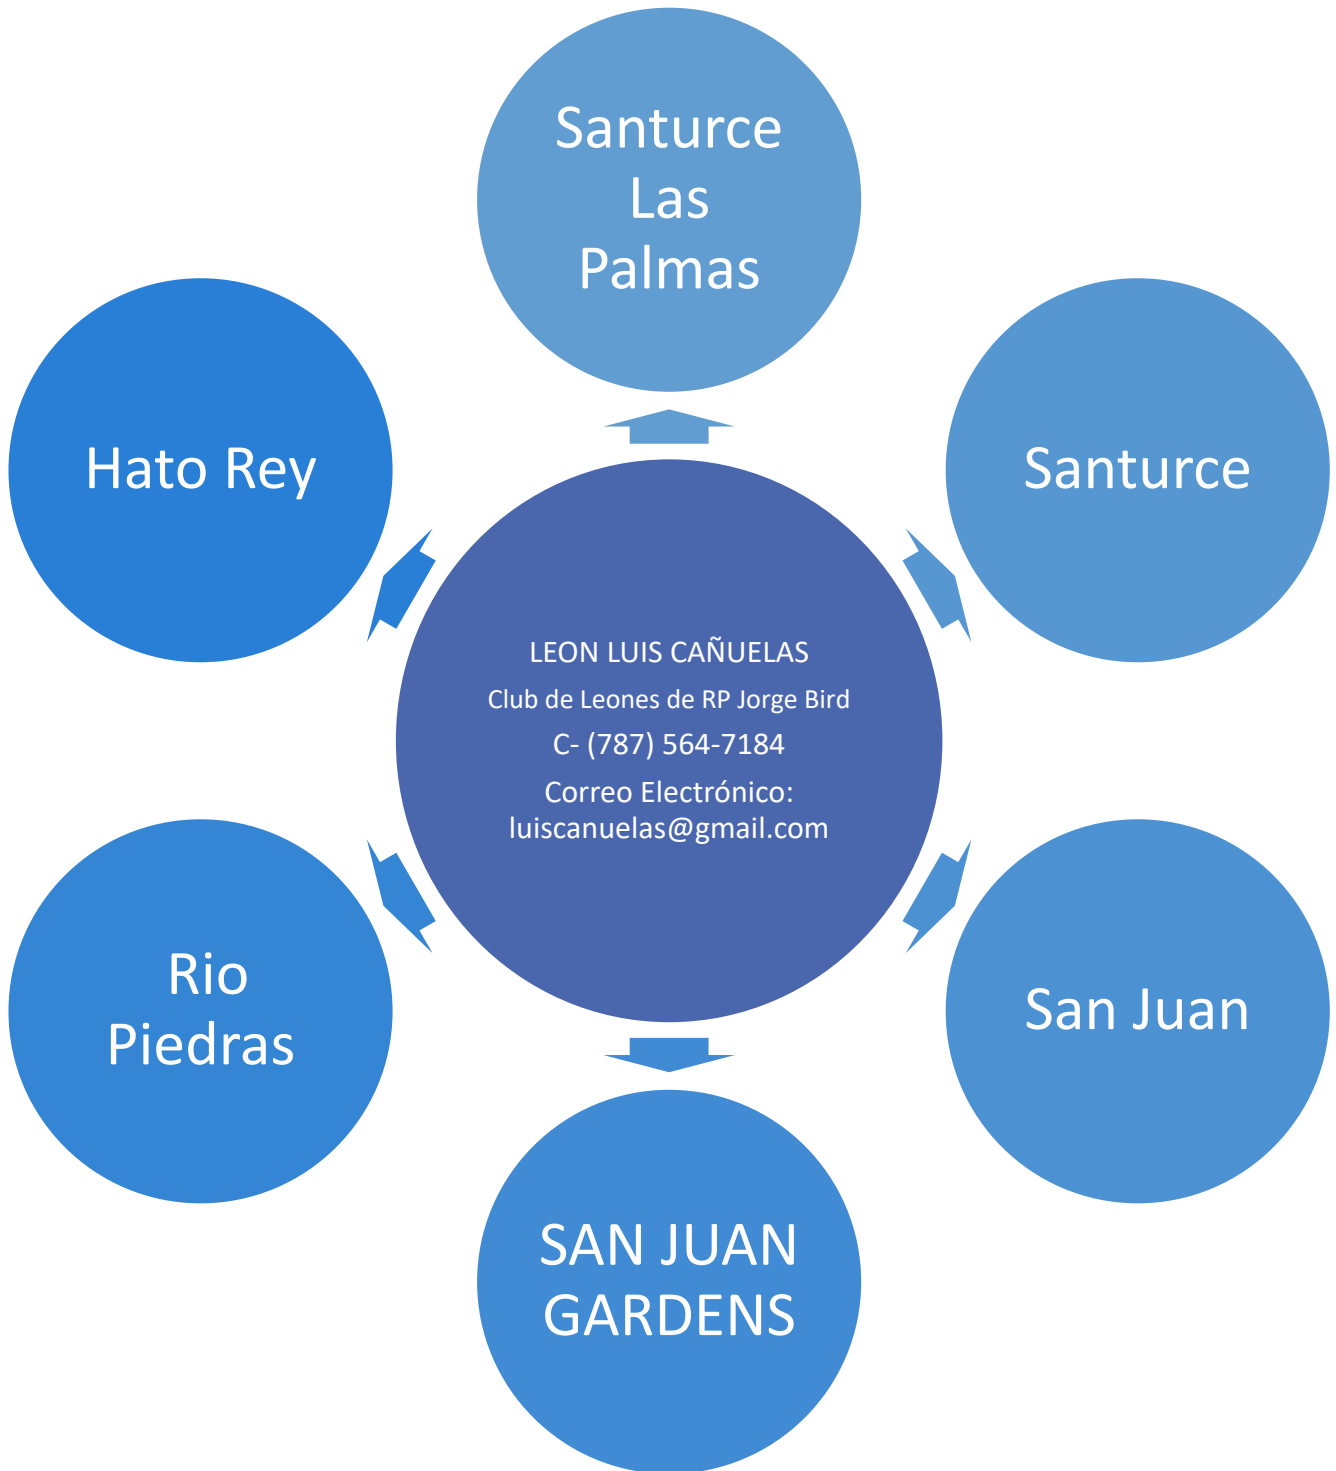 Santurce
Las
Palmas
Hato Rey
Santurce
LEON LUIS CAÑUELAS
Club de Leones de RP Jorge Bird
C- (787) 564-7184
Correo Electrónico:
luiscanuelas@gmail.com
Rio
Piedras
San Juan
SAN JUAN
GARDENS